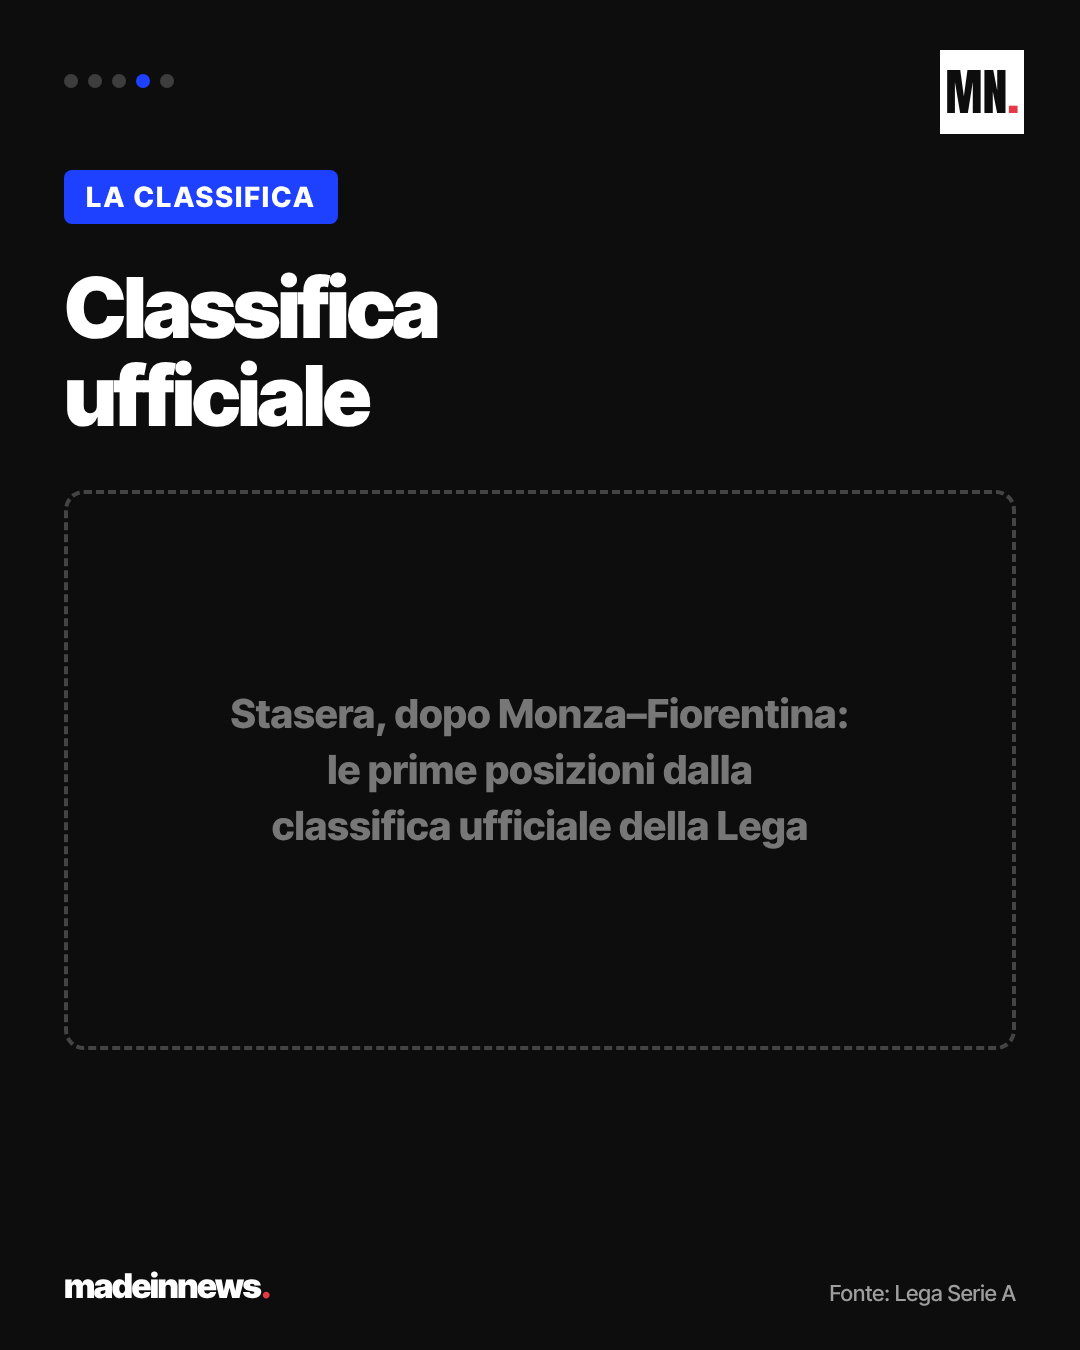 MN.
LA CLASSIFICA
Classifica
ufficiale
Stasera, dopo Monza–Fiorentina:
le prime posizioni dalla
classifica ufficiale della Lega
madeinnews.
Fonte: Lega Serie A